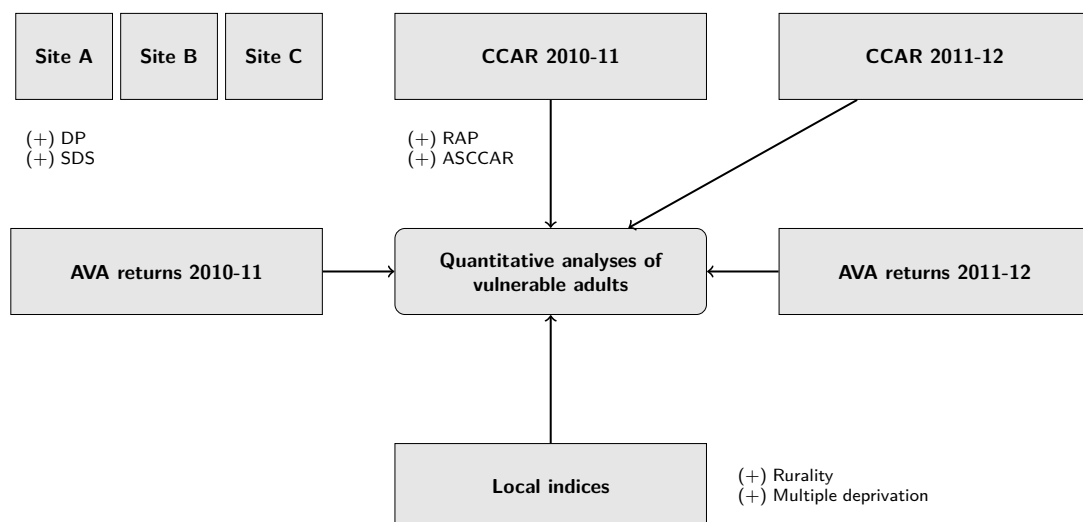 Site A
Site B
Site C
CCAR 2010-11
CCAR 2011-12
(+) DP
(+) SDS
(+) RAP
(+) ASCCAR
AVA returns 2010-11
Quantitative analyses of
vulnerable adults
AVA returns 2011-12
Local indices
(+) Rurality
(+) Multiple deprivation